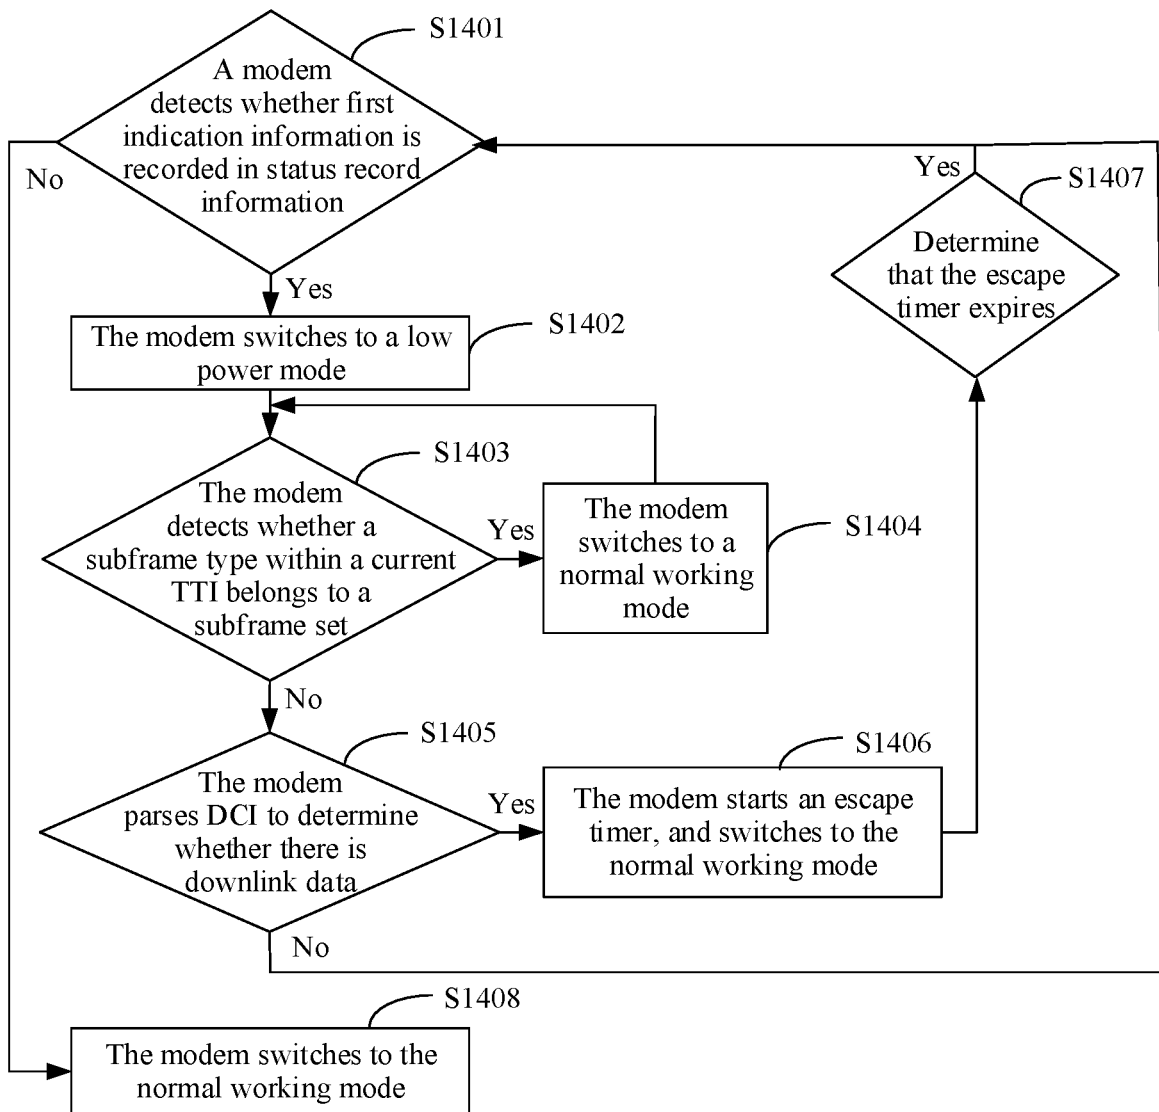 S1401
A modem
detects whether first
indication information is
recorded in status record
information
No
Yes
Yes
S1407
Determine
that the escape
timer expires
S1402
The modem switches to a low
power mode
S1403
The modem
detects whether a
subframe type within a current
TTI belongs to a
subframe set
Yes
The modem
switches to a
normal working
mode
S1404
No
S1405
The modem
parses DCI to determine
whether there is
downlink data
Yes
S1406
The modem starts an escape
timer, and switches to the
normal working mode
No
S1408
The modem switches to the
normal working mode